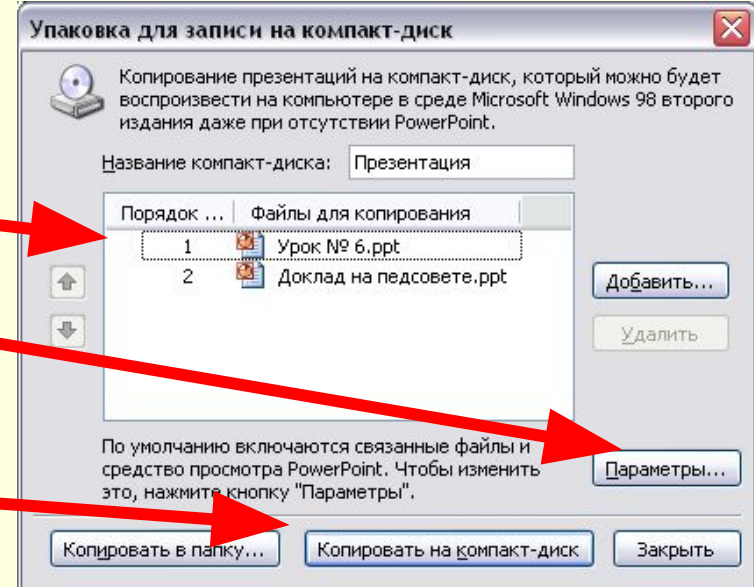 Упаковка для записи на компакт-диск
Копирование презентаций на компакт-диск, который можно будет
воспроизвести на компьютере в среде Microsoft Windows 98 второго
издания даже при отсутствии PowerPoint.
Название компакт-диска: Презентация
Порядок ... Файлы для копирования
1 Урок № 6.ppt
2 Доклад на педсовете.ppt
Добавить...
Удалить
По умолчанию включаются связанные файлы и
средство просмотра PowerPoint. Чтобы изменить
это, нажмите кнопку "Параметры".
Параметры...
Копировать в папку... Копировать на компакт-диск Закрыть